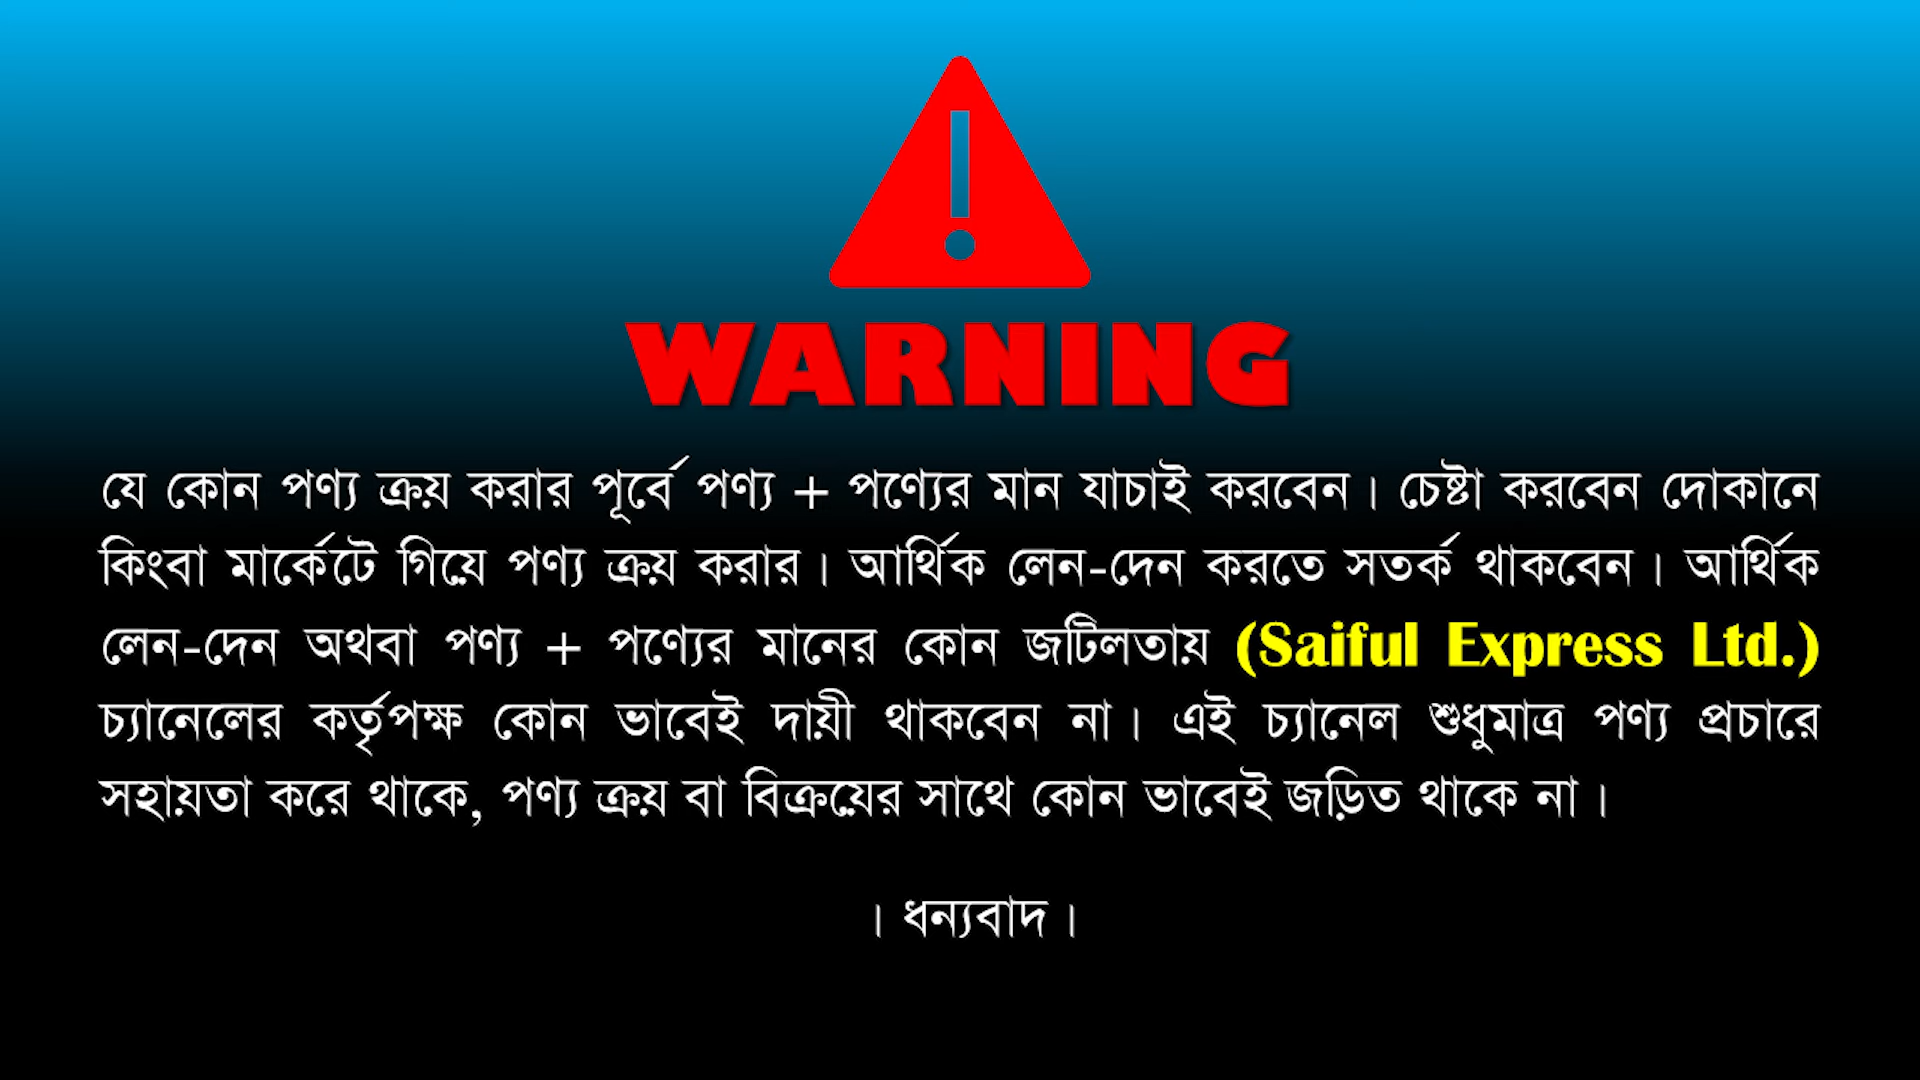 WARNING
যে কোন পণ্য ক্রয় করার পূর্বে পণ্য + পণ্যের মান যাচাই করবেন। চেষ্টা করবেন দোকানে
কিংবা মার্কেটে গিয়ে পণ্য ক্রয় করার। আর্থিক লেন-দেন করতে সতর্ক থাকবেন। আর্থিক
লেন-দেন অথবা পণ্য + পণ্যের মানের কোন জটিলতায় (Saiful Express Ltd.)
চ্যানেলের কর্তৃপক্ষ কোন ভাবেই দায়ী থাকবেন না। এই চ্যানেল শুধুমাত্র পণ্য প্রচারে
সহায়তা করে থাকে, পণ্য ক্রয় বা বিক্রয়ের সাথে কোন ভাবেই জড়িত থাকে না।
। ধন্যবাদ।